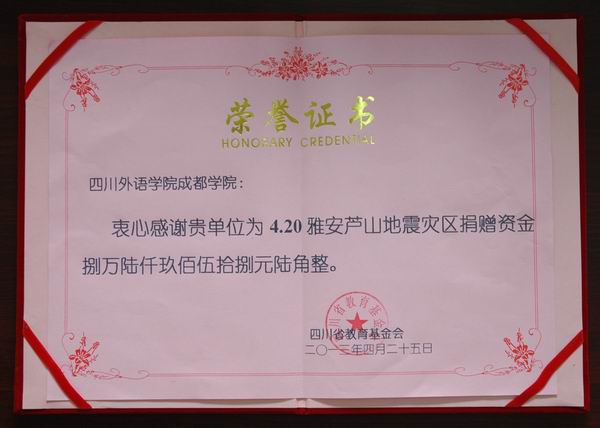 荣誉证书
HONORARY CREDENTIAL
四川外语学院成都学院：
衷心感谢贵单位为 4.20 雅安芦山地震灾区捐赠资金
捌万陆仟玖佰伍拾捌元陆角整。
四川省教育基金会
二〇一三年四月二十五日